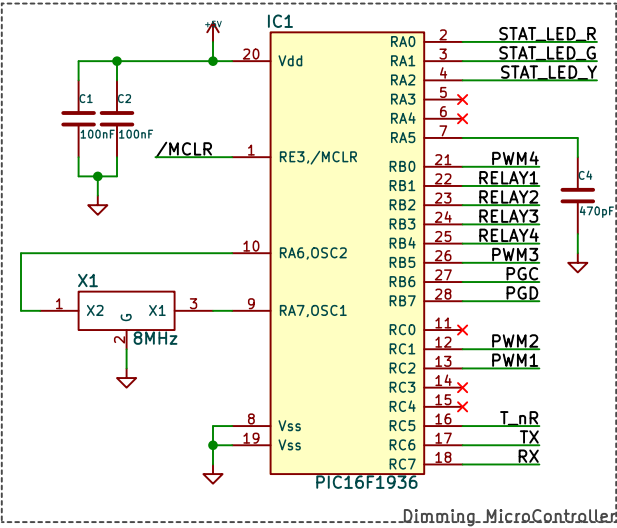 IC1
+5V
20 Vdd
C1
100nF
C2
100nF
/MCLR
1 RE3,/MCLR
10 RA6,OSC2
X1
1 X2 G X1 3
2
8MHz
9 RA7,OSC1
8 Vss
19 Vss
RA0 2 STAT_LED_R
RA1 3 STAT_LED_G
RA2 4 STAT_LED_Y
RA3 5
RA4 6
RA5 7
C4
470pF
RB0 21 PWM4
RB1 22 RELAY1
RB2 23 RELAY2
RB3 24 RELAY3
RB4 25 RELAY4
RB5 26 PWM3
RB6 27 PGC
RB7 28 PGD
RC0 11
RC1 12 PWM2
RC2 13 PWM1
RC3 14
RC4 15
RC5 16 T_nR
RC6 17 TX
RC7 18 RX
PIC16F1936
Dimming MicroController